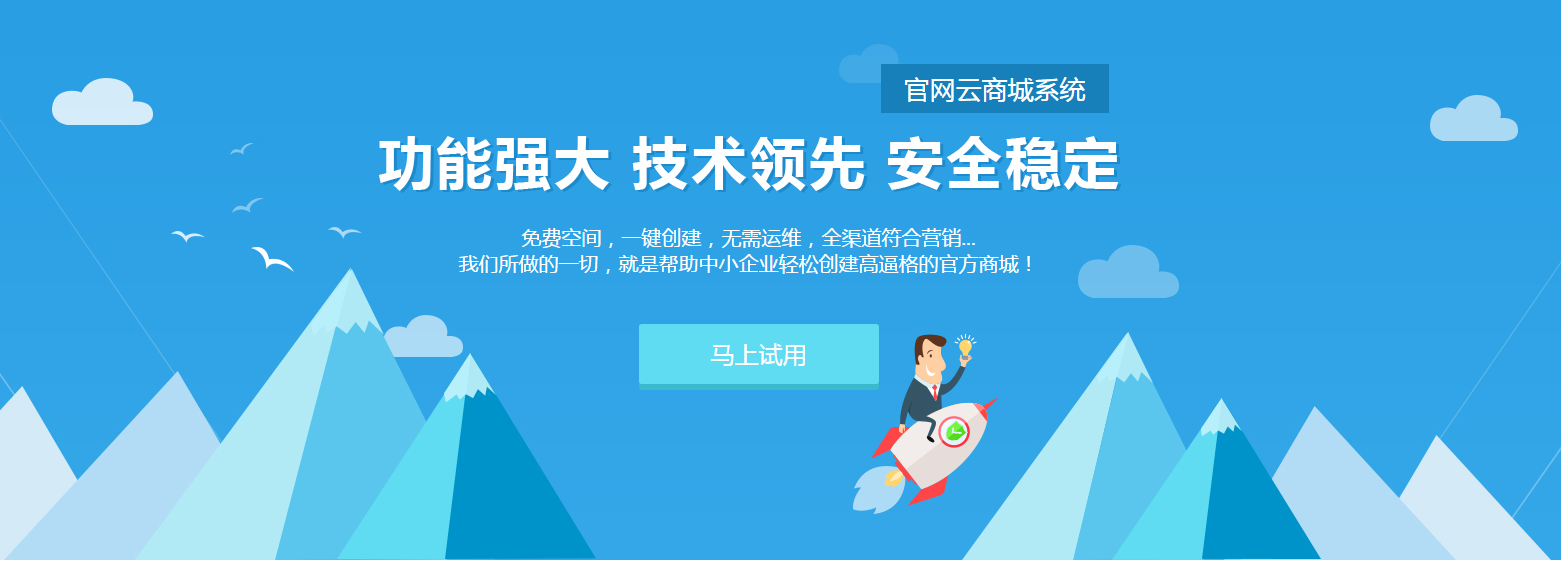 官网云商城系统
功能强大 技术领先 安全稳定
免费空间，一键创建，无需运维，全渠道符合营销...
我们所做的一切，就是帮助中小企业轻松创建高逼格的官方商城！
马上试用